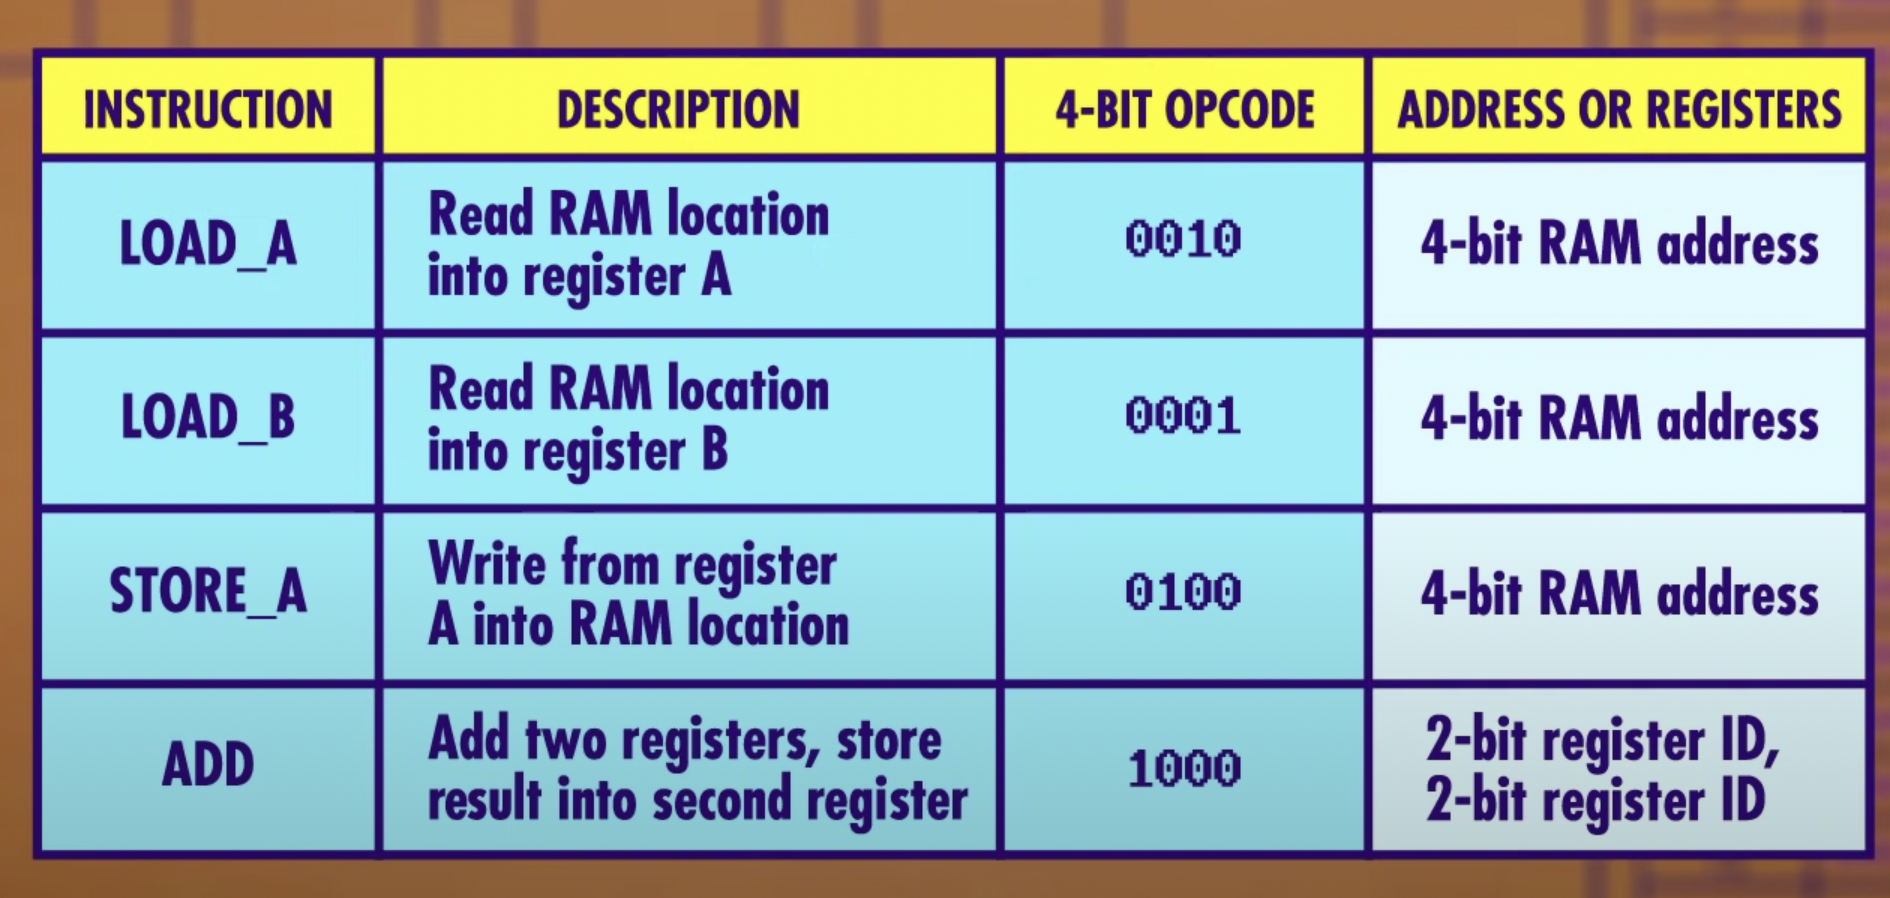 INSTRUCTION DESCRIPTION 4-BIT OPCODE ADDRESS OR REGISTERS
LOAD_A
Read RAM location
into register A
0010
4-bit RAM address
LOAD_B
Read RAM location
into register B
0001
4-bit RAM address
STORE_A
Write from register
A into RAM location
0100
4-bit RAM address
ADD
Add two registers, store
result into second register
1000
2-bit register ID,
2-bit register ID